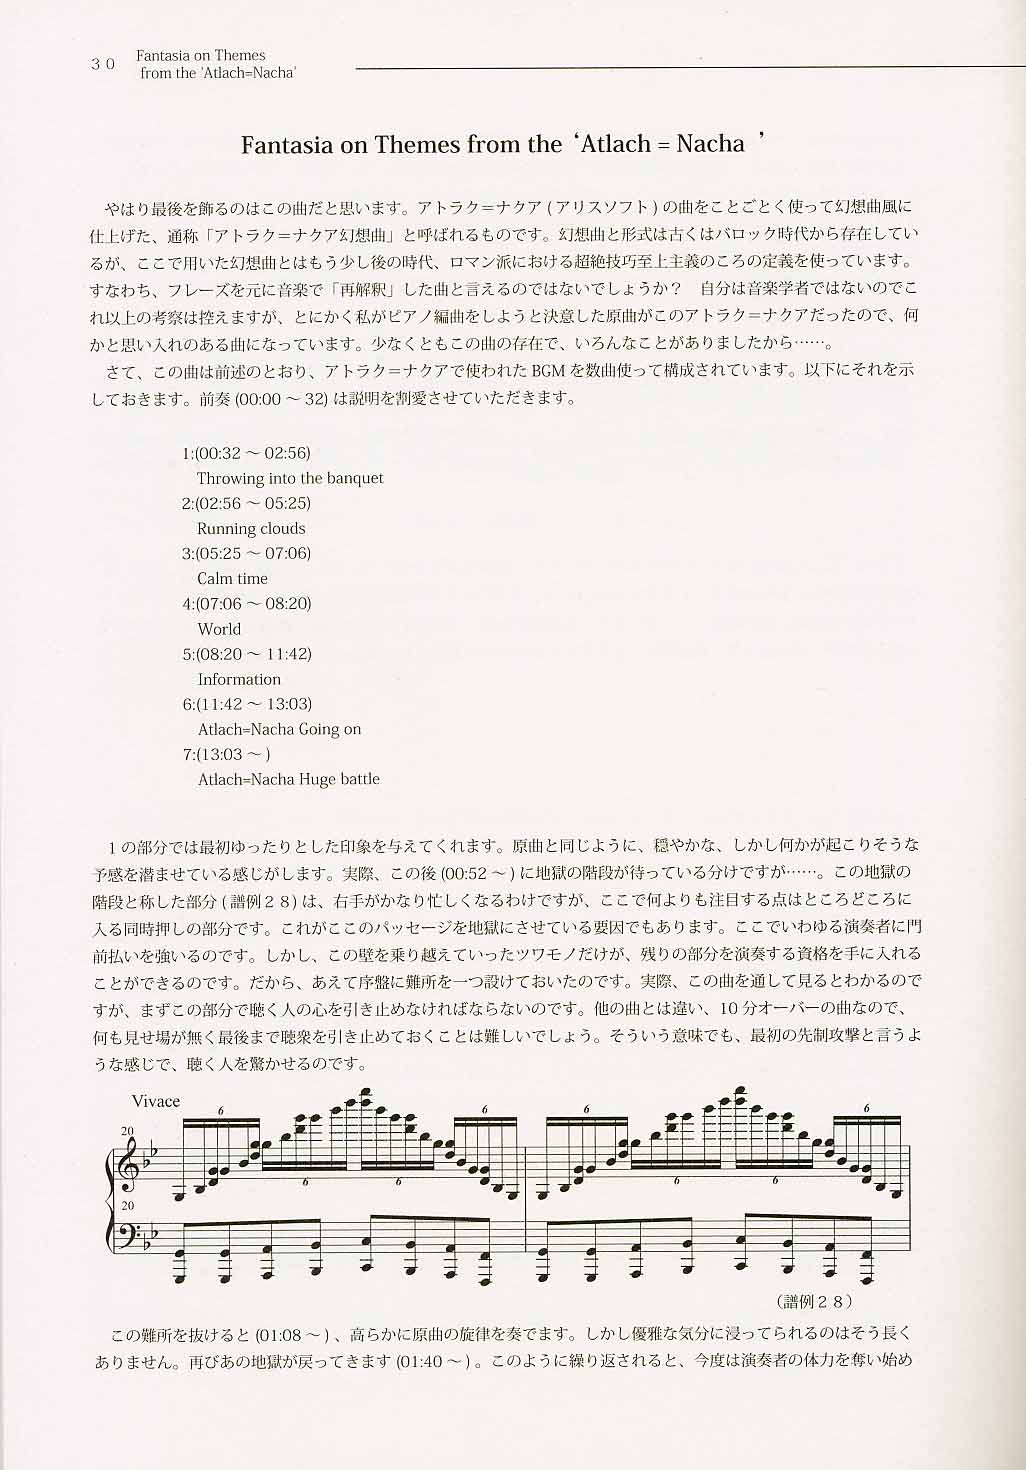 30
Fantasia on Themes
from the 'Atlach=Nacha'
Fantasia on Themes from the 'Atlach = Nacha '
やはり最後を飾るのはこの曲だと思います。アトラク＝ナクア ( アリスソフト ) の曲をことごとく使って幻想曲風に
仕上げた、通称「アトラク＝ナクア幻想曲」と呼ばれるものです。幻想曲と形式は古くはバロック時代から存在してい
るが、ここで用いた幻想曲とはもう少し後の時代、ロマン派における超絶技巧至上主義のころの定義を使っています。
すなわち、フレーズを元に音楽で「再解釈」した曲と言えるのではないでしょうか？　自分は音楽学者ではないのでこ
れ以上の考察は控えますが、とにかく私がピアノ編曲をしようと決意した原曲がこのアトラク＝ナクアだったので、何
かと思い入れのある曲になっています。少なくともこの曲の存在で、いろんなことがありましたから……。
さて、この曲は前述のとおり、アトラク＝ナクアで使われた BGM を数曲使って構成されています。以下にそれを示
しておきます。前奏 (00:00 ～ 32) は説明を割愛させていただきます。
1:(00:32 ～ 02:56)
Throwing into the banquet
2:(02:56 ～ 05:25)
Running clouds
3:(05:25 ～ 07:06)
Calm time
4:(07:06 ～ 08:20)
World
5:(08:20 ～ 11:42)
Information
6:(11:42 ～ 13:03)
Atlach=Nacha Going on
7:(13:03 ～ )
Atlach=Nacha Huge battle
1 の部分では最初ゆったりとした印象を与えてくれます。原曲と同じように、穏やかな、しかし何かが起こりそうな
予感を潜ませている感じがします。実際、この後 (00:52 ～ ) に地獄の階段が待っている分けですが……。この地獄の
階段と称した部分 ( 譜例２８) は、右手がかなり忙しくなるわけですが、ここで何よりも注目する点はところどころに
入る同時押しの部分です。これがここのパッセージを地獄にさせている要因でもあります。ここでいわゆる演奏者に門
前払いを強いるのです。しかし、この壁を乗り越えていったツワモノだけが、残りの部分を演奏する資格を手に入れる
ことができるのです。だから、あえて序盤に難所を一つ設けておいたのです。実際、この曲を通して見るとわかるので
すが、まずこの部分で聴く人の心を引き止めなければならないのです。他の曲とは違い、10 分オーバーの曲なので、
何も見せ場が無く最後まで聴衆を引き止めておくことは難しいでしょう。そういう意味でも、最初の先制攻撃と言うよ
うな感じで、聴く人を驚かせるのです。
Vivace
20
6 6 6 6 6 6 6 6
20
（譜例２８）
この難所を抜けると (01:08 ～ ) 、高らかに原曲の旋律を奏でます。しかし優雅な気分に浸ってられるのはそう長く
ありません。再びあの地獄が戻ってきます (01:40 ～ ) 。このように繰り返されると、今度は演奏者の体力を奪い始め